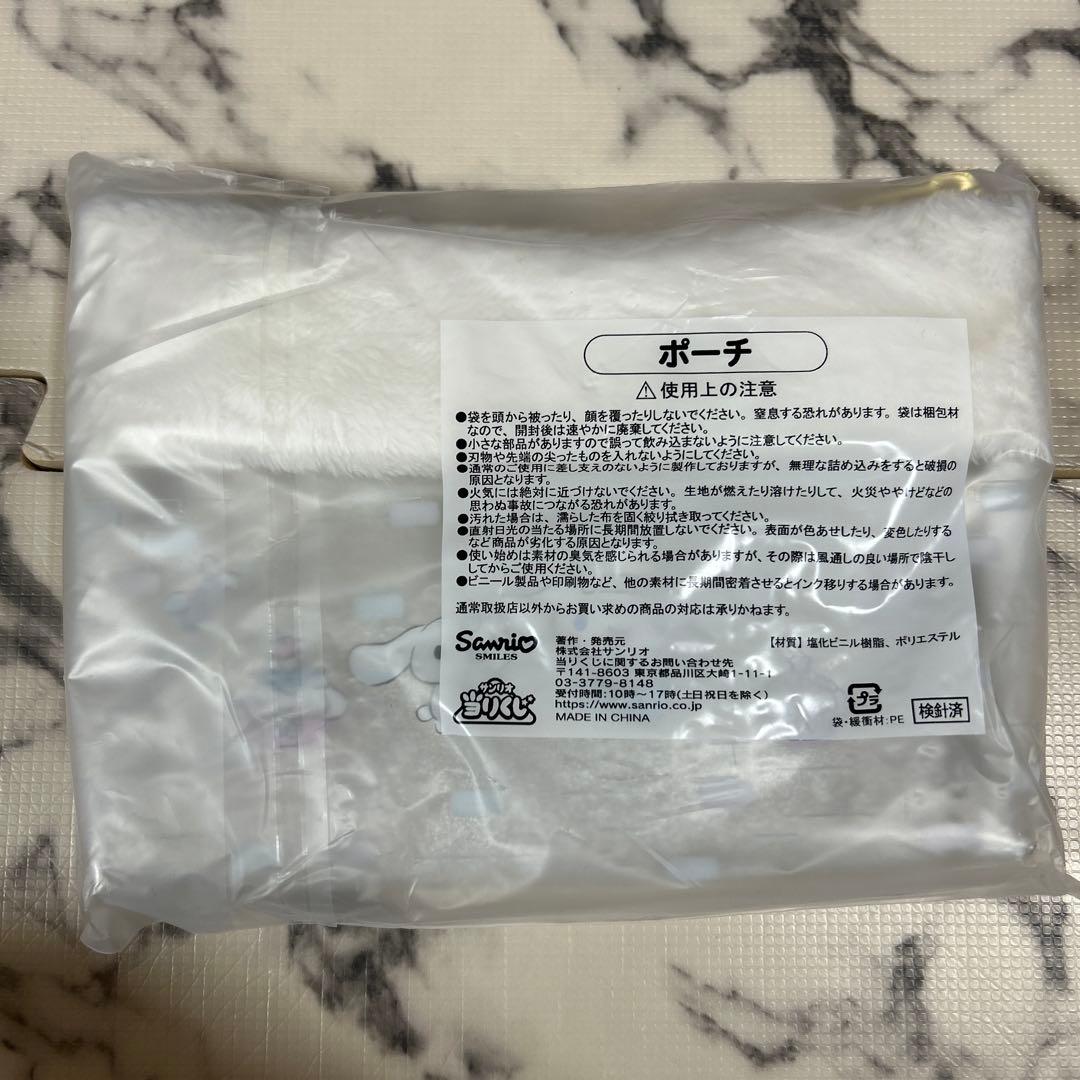 ポーチ
⚠使用上の注意
●袋を頭から被ったり、顔を覆ったりしないでください。窒息する恐れがあります。袋は梱包材
なので、開封後は速やかに廃棄してください。
●小さな部品がありますので誤って飲み込まないように注意してください。
●刃物や先端の尖ったものを入れないようにしてください。
●通常のご使用に差し支えのないように製作しておりますが、無理な詰め込みをすると破損の
原因となります。
●火気には絶対に近づけないでください。生地が燃えたり溶けたりして、火災ややけどなどの
思わぬ事故につながる恐れがあります。
●汚れた場合は、濡らした布を固く絞り拭き取ってください。
●直射日光の当たる場所に長期間放置しないでください。表面が色あせしたり、変色したりする
など商品が劣化する原因となります。
●使い始めは素材の臭気を感じられる場合がありますが、その際は風通しの良い場所で陰干し
してからご使用ください。
●ビニール製品や印刷物など、他の素材に長期間密着させるとインク移りする場合があります。
通常取扱店以外からお買い求めの商品の対応は承りかねます。
Sanrio
SMILES
サンリオ
当りくじ
著作・発売元
株式会社サンリオ
当りくじに関するお問い合わせ先
〒141-8603 東京都品川区大崎1-11-1
03-3779-8148
受付時間:10時〜17時(土日祝日を除く)
https://www.sanrio.co.jp
MADE IN CHINA
【材質】塩化ビニル樹脂、ポリエステル
プラ
袋・緩衝材:PE
検針済